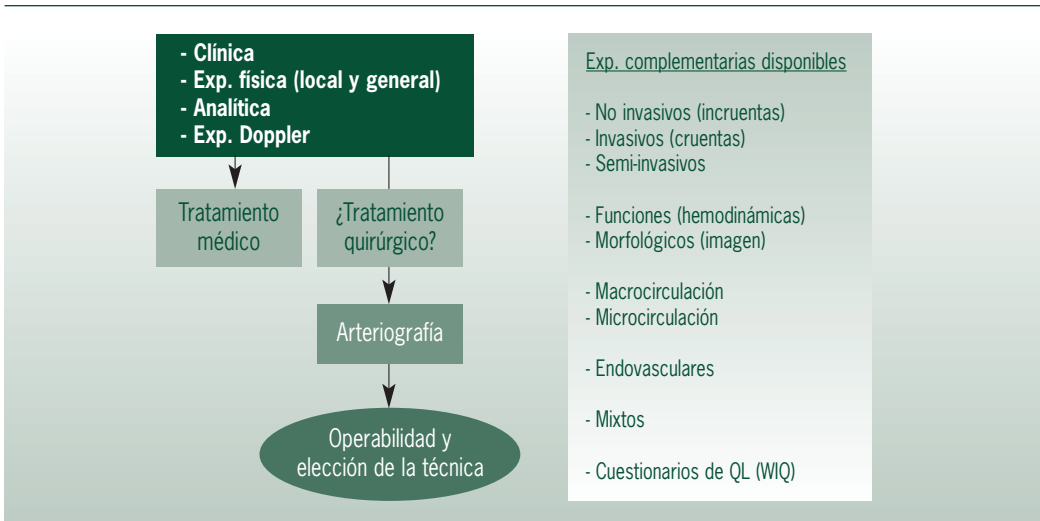 - Clínica
- Exp. física (local y general)
- Analítica
- Exp. Doppler
Tratamiento
médico
¿Tratamiento
quirúrgico?
Arteriografía
Operabilidad y
elección de la técnica
Exp. complementarias disponibles
- No invasivos (incruentas)
- Invasivos (cruentas)
- Semi-invasivos
- Funciones (hemodinámicas)
- Morfológicos (imagen)
- Macrocirculación
- Microcirculación
- Endovasculares
- Mixtos
- Cuestionarios de QL (WIQ)